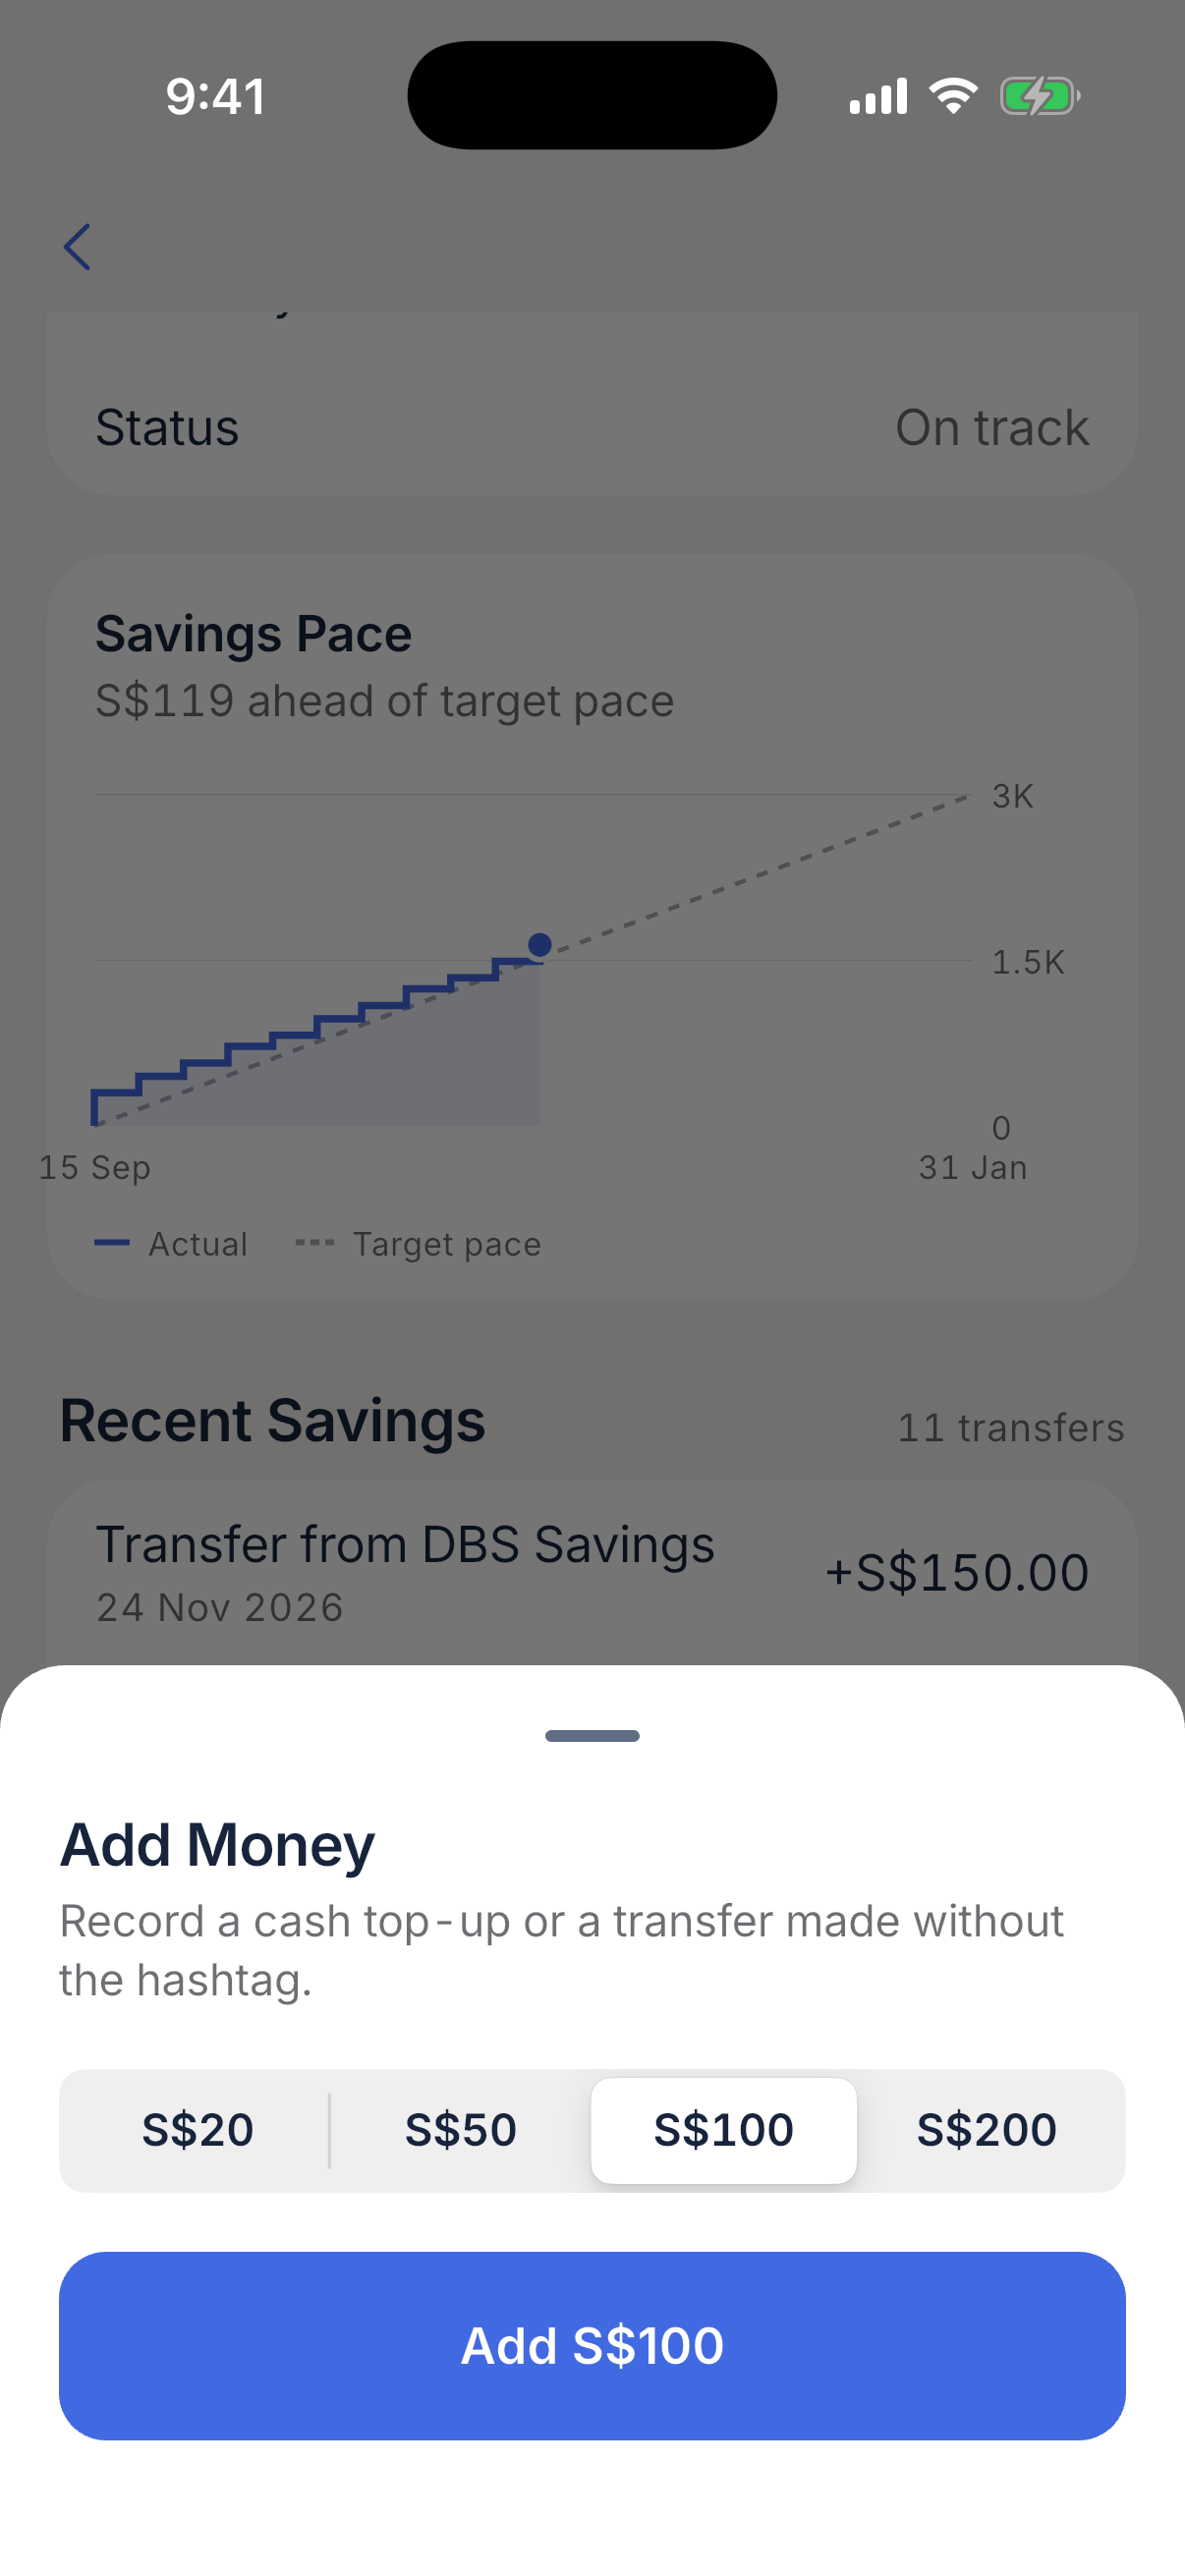 9:41
Status
On track
Savings Pace
S$119 ahead of target pace
3K
1.5K
0
15 Sep
31 Jan
Actual
Target pace
Recent Savings
11 transfers
Transfer from DBS Savings
+S$150.00
24 Nov 2026
Add Money
Record a cash top-up or a transfer made without
the hashtag.
S$20
S$50
S$100
S$200
Add S$100